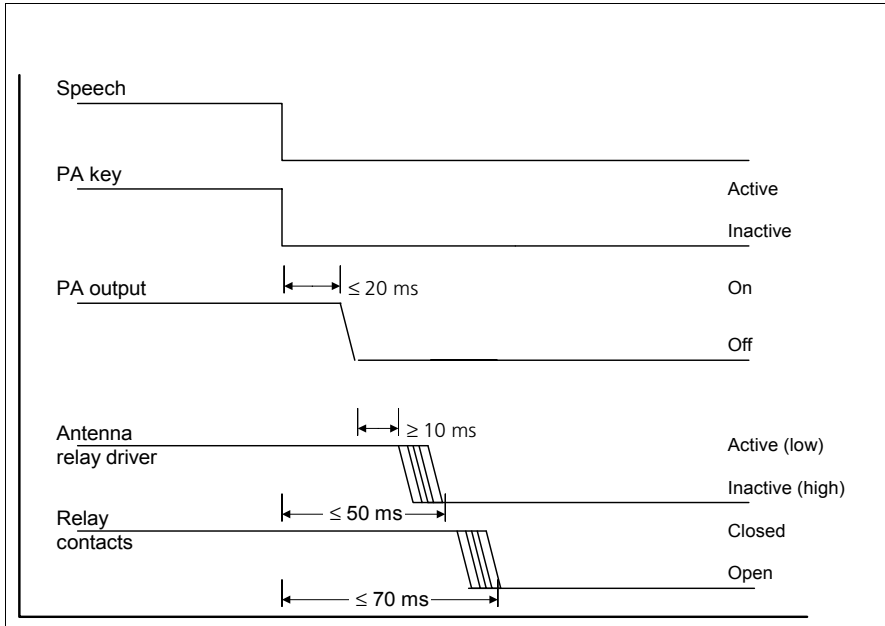 Speech
PA key
Active
Inactive
PA output
≤ 20 ms
On
Off
Antenna
relay driver
≥ 10 ms
Active (low)
Inactive (high)
≤ 50 ms
Relay
contacts
Closed
Open
≤ 70 ms